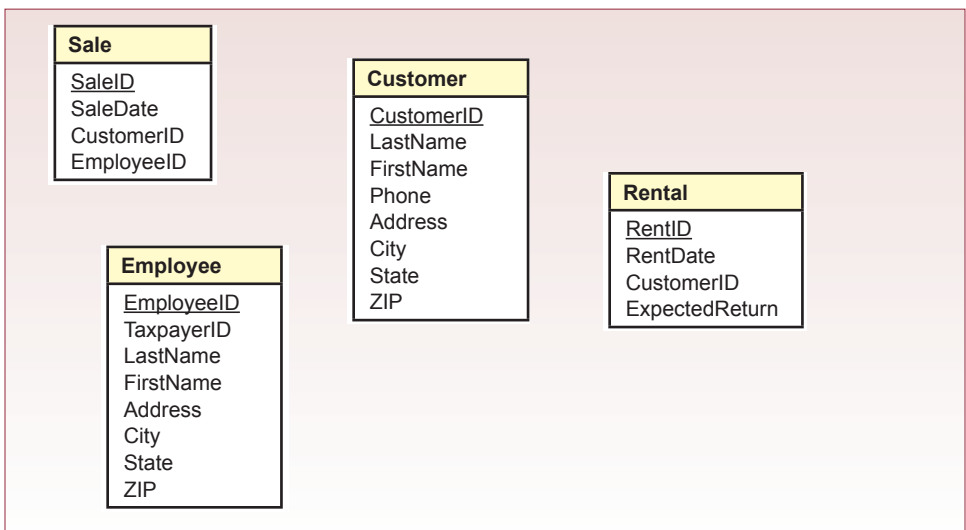 Sale
SaleID
SaleDate
CustomerID
EmployeeID
Customer
CustomerID
LastName
FirstName
Phone
Address
City
State
ZIP
Rental
RentID
RentDate
CustomerID
ExpectedReturn
Employee
EmployeeID
TaxpayerID
LastName
FirstName
Address
City
State
ZIP